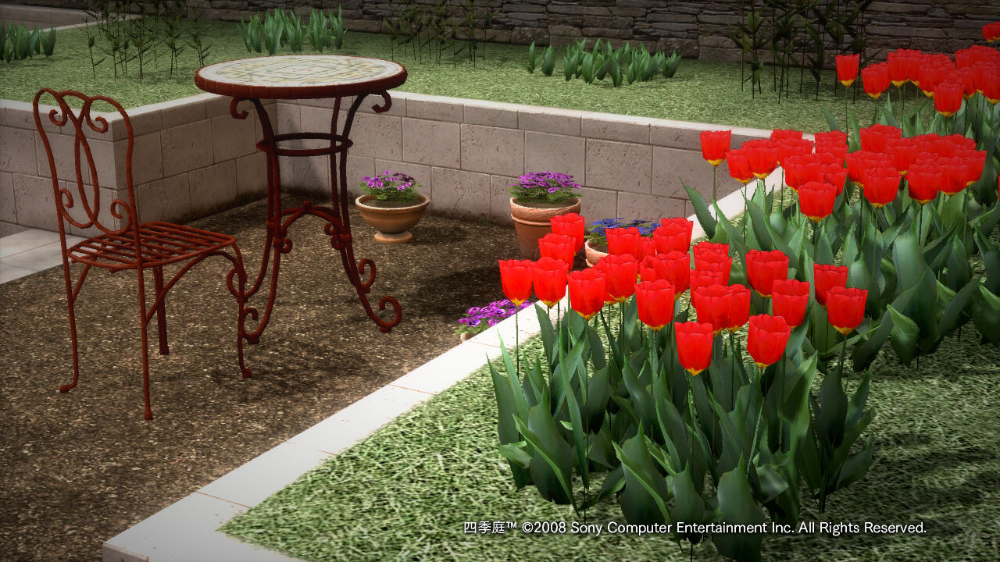 四季庭™ ©2008 Sony Computer Entertainment Inc. All Rights Reserved.